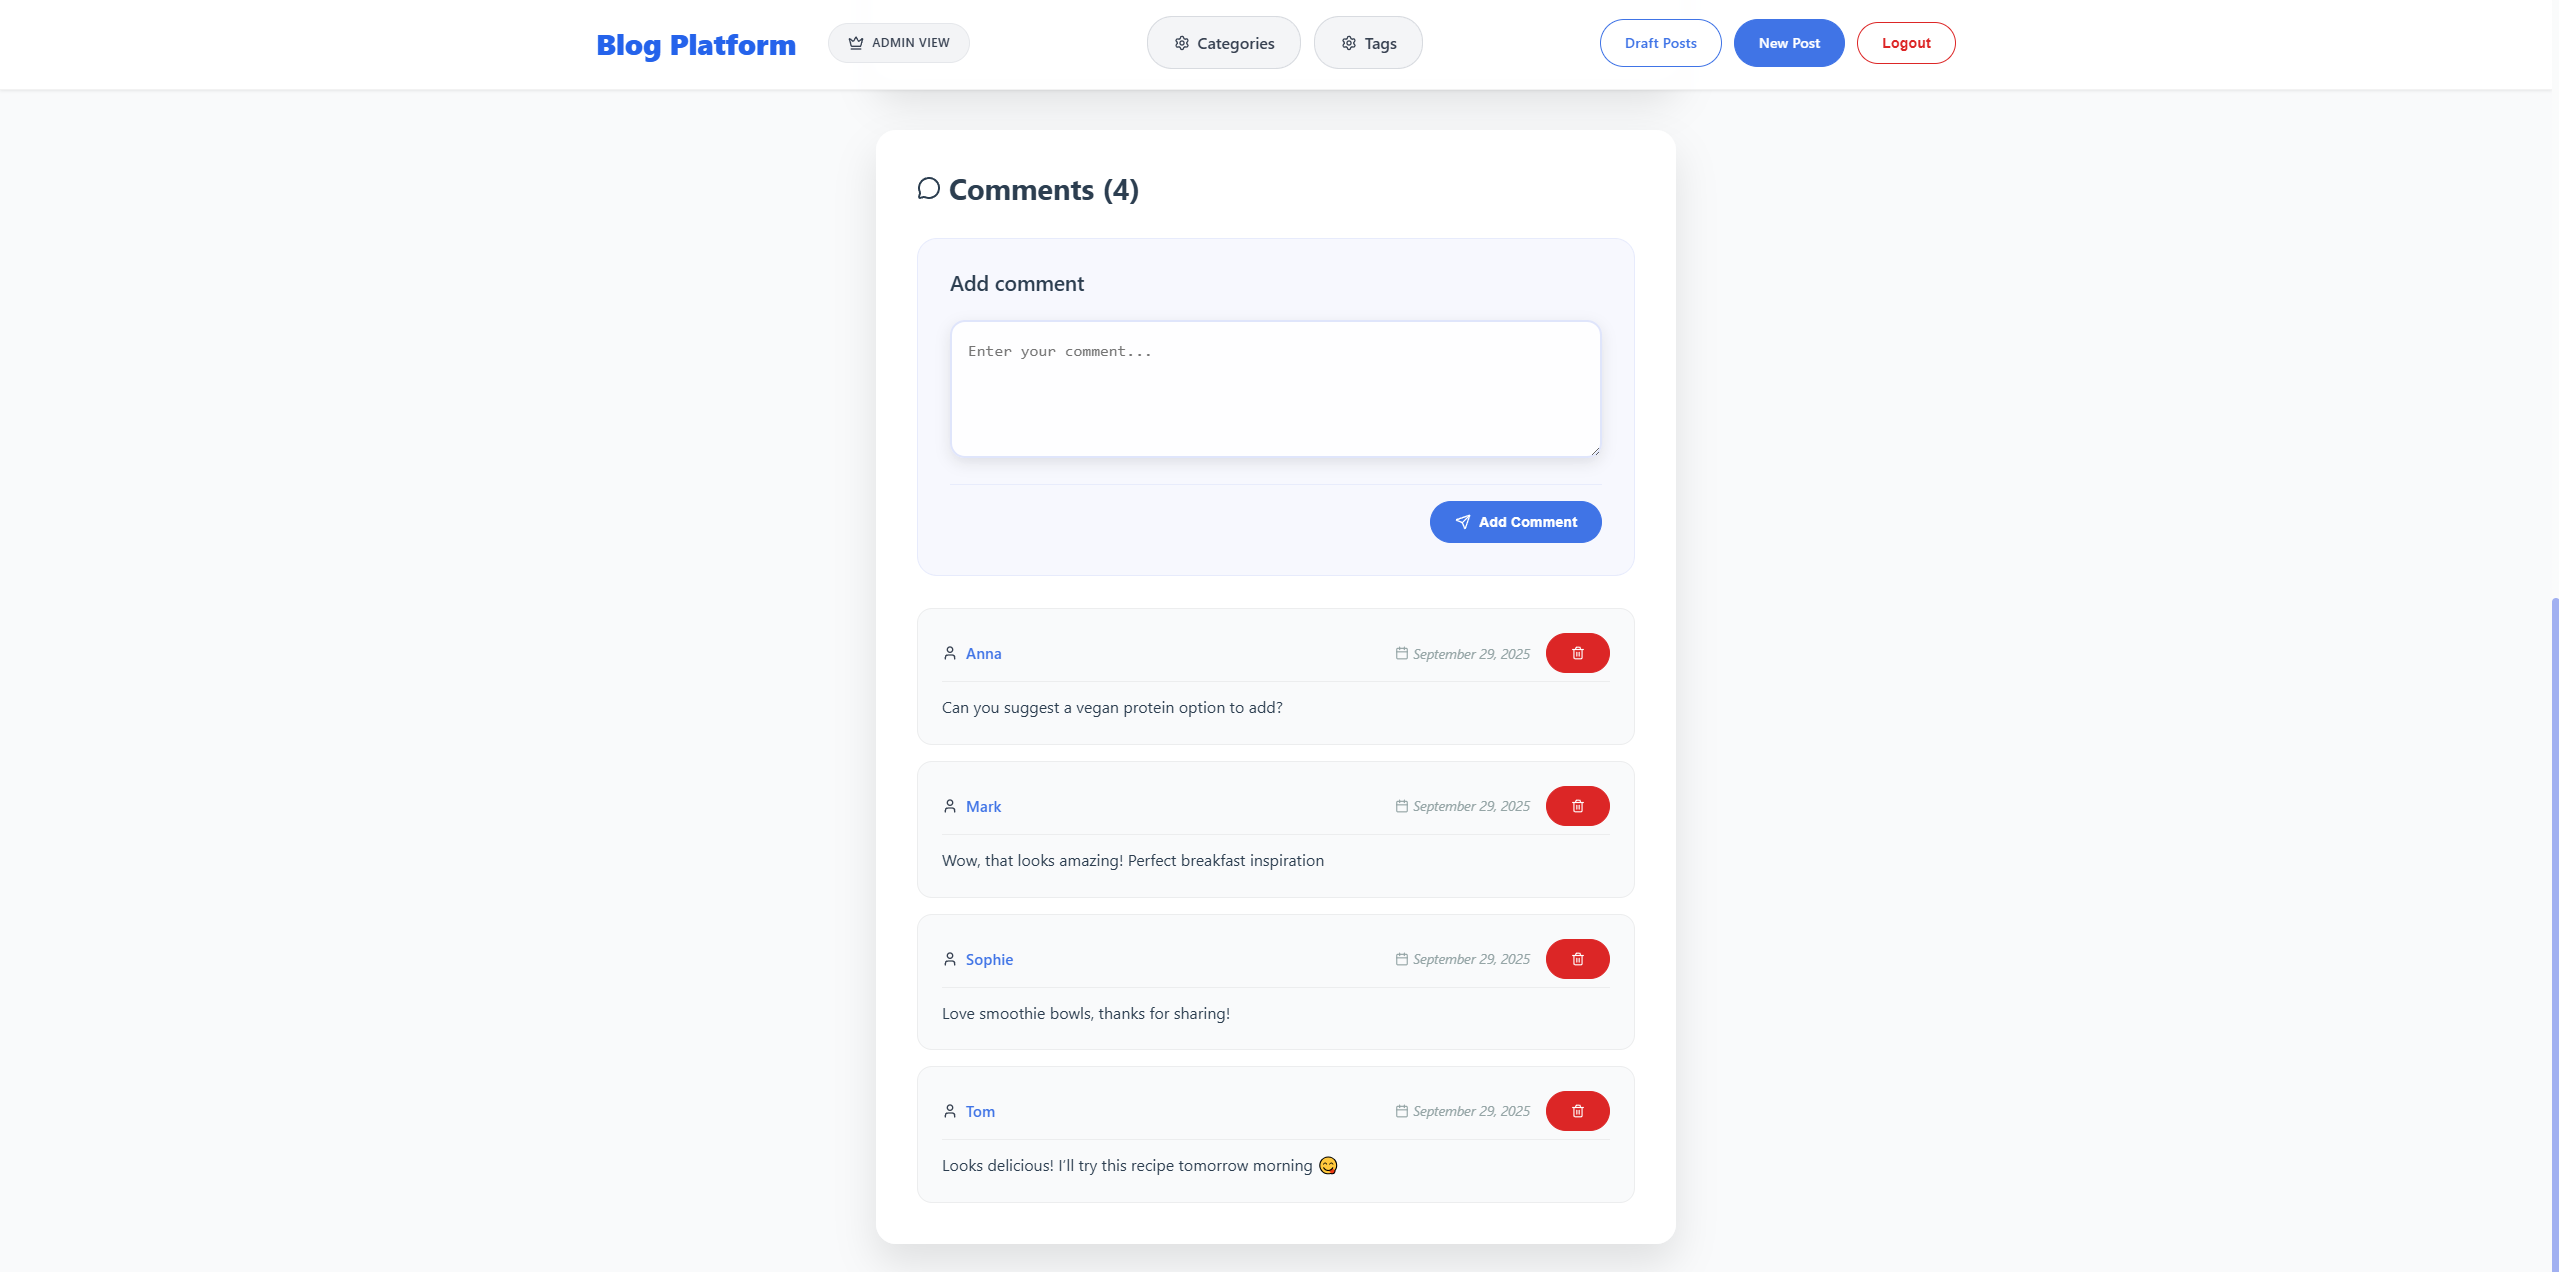 Blog Platform
ADMIN VIEW
Categories
Tags
Draft Posts
New Post
Logout
Comments (4)
Add comment
Enter your comment...
Add Comment
Anna
September 29, 2025
Can you suggest a vegan protein option to add?
Mark
September 29, 2025
Wow, that looks amazing! Perfect breakfast inspiration
Sophie
September 29, 2025
Love smoothie bowls, thanks for sharing!
Tom
September 29, 2025
Looks delicious! I’ll try this recipe tomorrow morning 😋